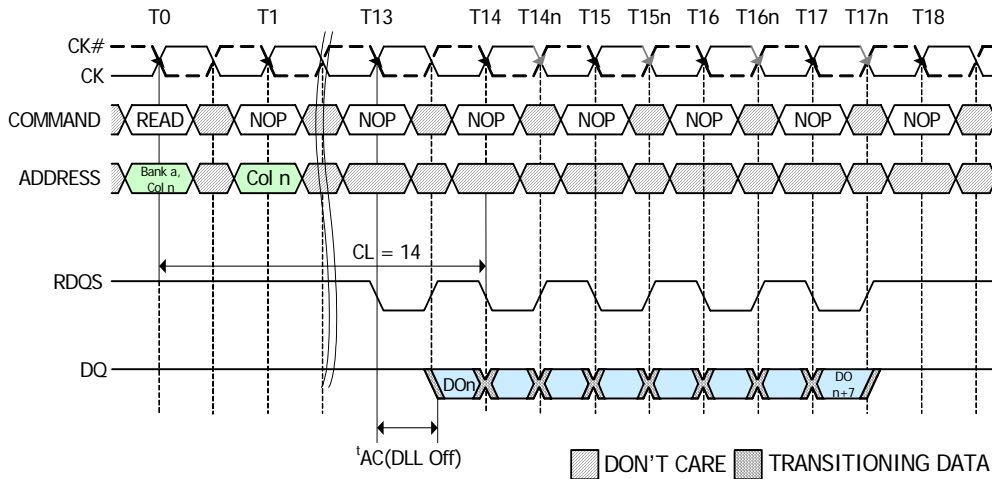 T0 T1 T13 T14 T14n T15 T15n T16 T16n T17 T17n T18
CK#
CK
COMMAND READ NOP NOP NOP NOP NOP NOP NOP
ADDRESS Bank a, Col n Col n
CL = 14
RDQS
DQ DOn DO n+7
tAC(DLL Off)
DON'T CARE TRANSITIONING DATA